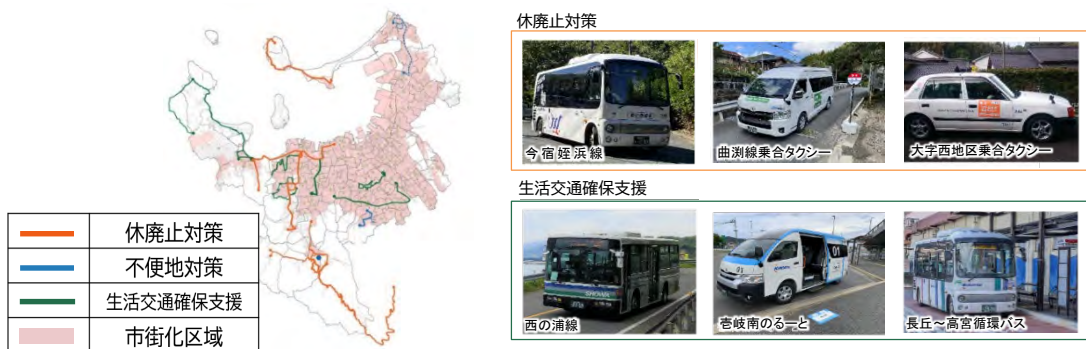 休廃止対策
不便地対策
生活交通確保支援
市街化区域
休廃止対策
今宿姪浜線
曲渕線乗合タクシー
大字西地区乗合タクシー
生活交通確保支援
西の浦線
壱岐南のるーと
長丘～高宮循環バス